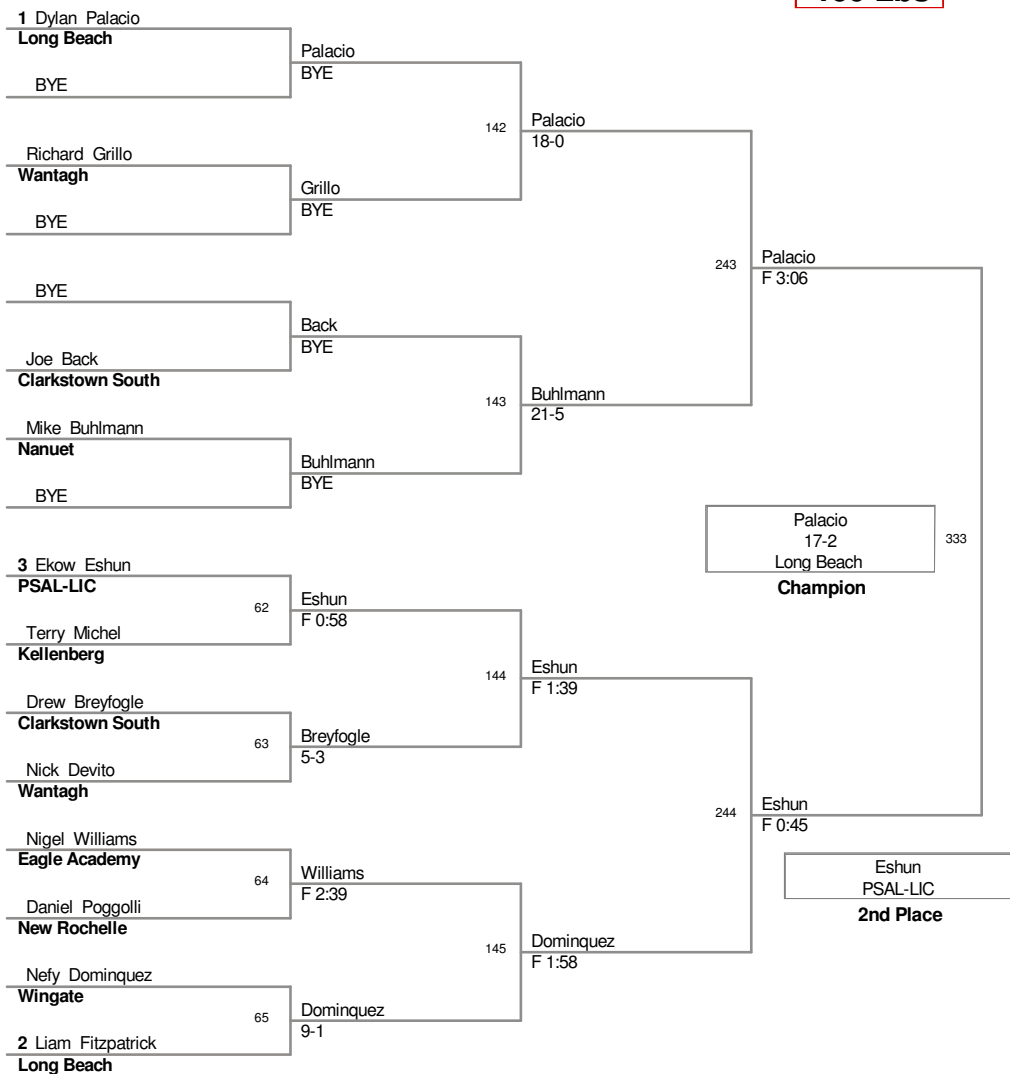 1 Dylan Palacio
Long Beach
BYE
Richard Grillo
Wantagh
BYE
BYE
Joe Back
Clarkstown South
Mike Buhlmann
Nanuet
BYE
3 Ekow Eshun
PSAL-LIC
62
Terry Michel
Kellenberg
Drew Breyfogle
Clarkstown South
63
Nick Devito
Wantagh
Nigel Williams
Eagle Academy
64
Daniel Poggolli
New Rochelle
Nefy Dominquez
Wingate
65
2 Liam Fitzpatrick
Long Beach
Palacio
BYE
142
Grillo
BYE
Back
BYE
143
Buhlmann
BYE
Eshun
F 0:58
144
Breyfogle
5-3
Williams
F 2:39
145
Dominquez
9-1
Palacio
18-0
243
Buhlmann
21-5
Eshun
F 1:39
244
Dominquez
F 1:58
Palacio
F 3:06
Palacio
17-2
Long Beach
Champion
333
Eshun
F 0:45
Eshun
PSAL-LIC
2nd Place